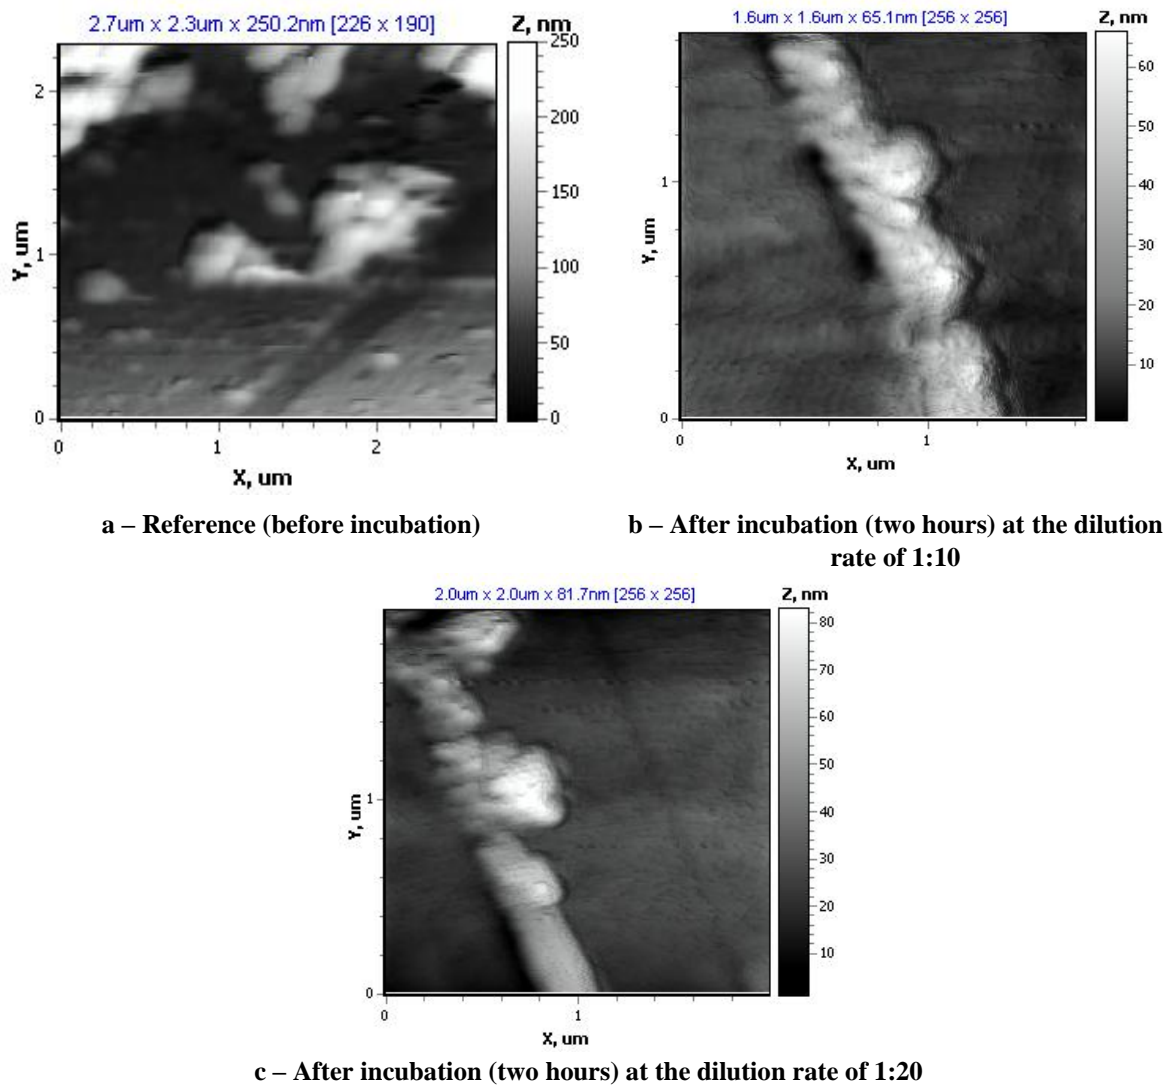 2.7um x 2.3um x 250.2nm [226 x 190]
Z, nm
250
200
150
100
50
0
2
1
0
Y, um
0
1
2
X, um
a – Reference (before incubation)
1.6um x 1.6um x 65.1nm [256 x 256]
Z, nm
60
50
40
30
20
10
1
0
Y, um
0
1
X, um
b – After incubation (two hours) at the dilution
rate of 1:10
2.0um x 2.0um x 81.7nm [256 x 256]
Z, nm
80
70
60
50
40
30
20
10
1
0
Y, um
0
1
X, um
c – After incubation (two hours) at the dilution rate of 1:20